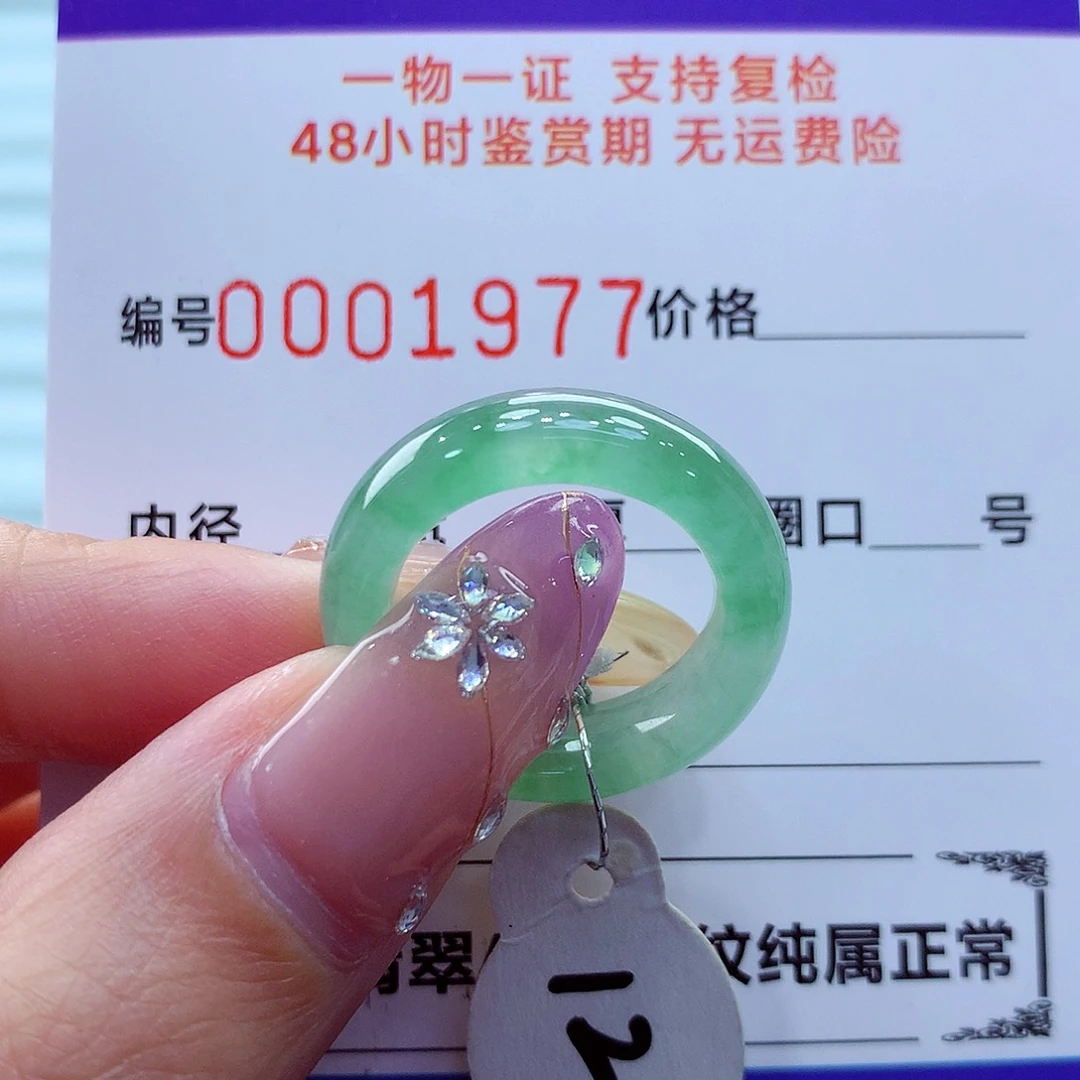 一物一证 支持复检
48小时鉴赏期 无运费险
编号0001977价格
内径 圈口 号
翠 纹纯属正常
12